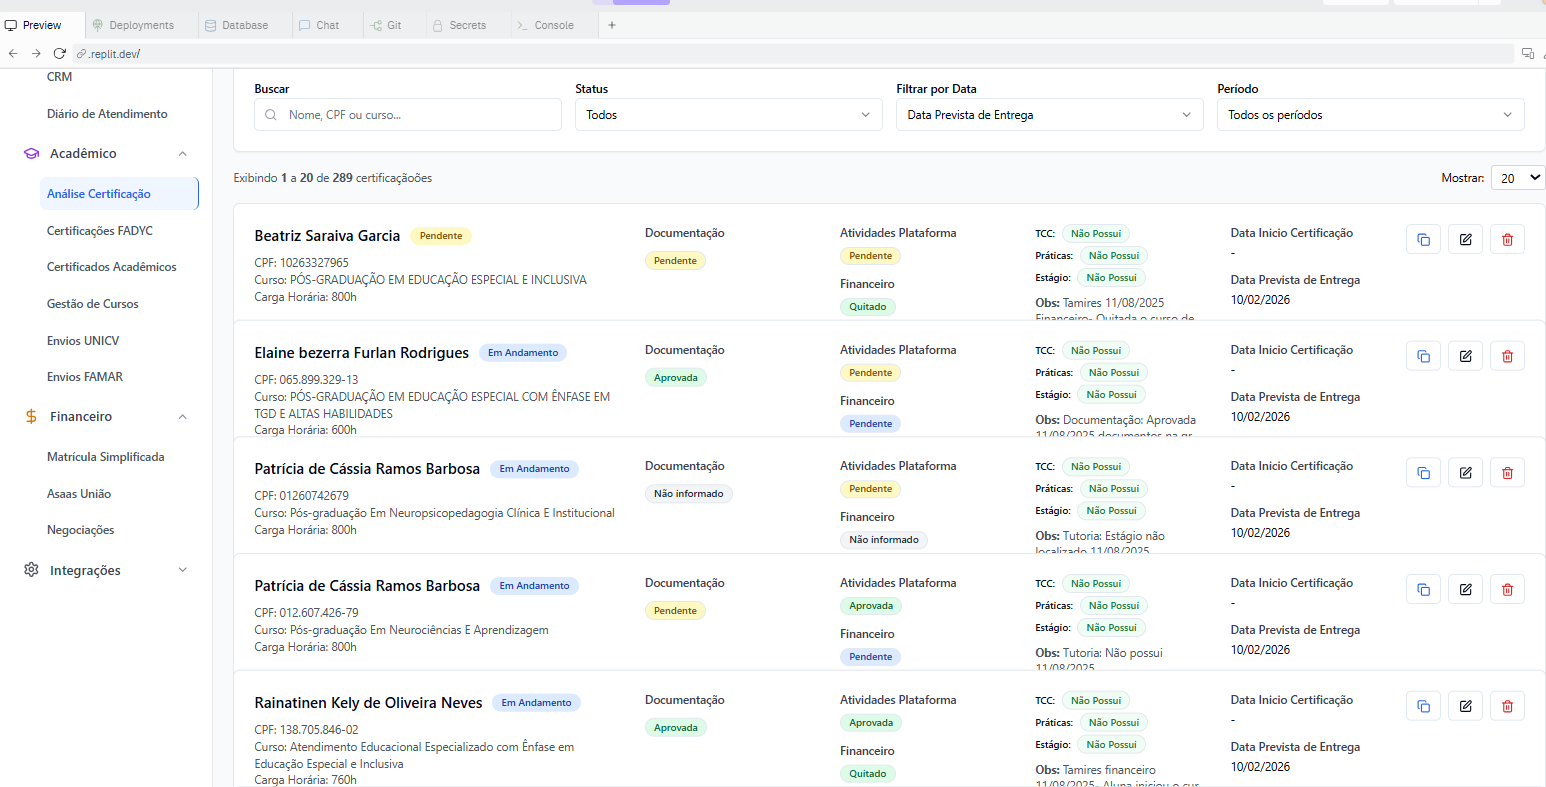 Preview
Deployments
Database
Chat
Git
Secrets
Console
.replit.dev/
CRM
Diário de Atendimento
Acadêmico
Análise Certificação
Certificações FADYC
Certificados Acadêmicos
Gestão de Cursos
Envios UNICV
Envios FAMAR
Financeiro
Matrícula Simplificada
Asaas União
Negociações
Integrações
Buscar
Nome, CPF ou curso...
Status
Todos
Filtrar por Data
Data Prevista de Entrega
Período
Todos os períodos
Exibindo 1 a 20 de 289 certificaçãoões
Mostrar: 20
Beatriz Saraiva Garcia Pendente
CPF: 10263327965
Curso: PÓS-GRADUAÇÃO EM EDUCAÇÃO ESPECIAL E INCLUSIVA
Carga Horária: 800h
Documentação
Pendente
Atividades Plataforma
Pendente
Financeiro
Quitado
TCC: Não Possui
Práticas: Não Possui
Estágio: Não Possui
Obs: Tamires 11/08/2025
Financeiro- Quitada o curso de
Data Inicio Certificação
-
Data Prevista de Entrega
10/02/2026
Elaine bezerra Furlan Rodrigues Em Andamento
CPF: 065.899.329-13
Curso: PÓS-GRADUAÇÃO EM EDUCAÇÃO ESPECIAL COM ÊNFASE EM
TGD E ALTAS HABILIDADES
Carga Horária: 600h
Documentação
Aprovada
Atividades Plataforma
Pendente
Financeiro
Pendente
TCC: Não Possui
Práticas: Não Possui
Estágio: Não Possui
Obs: Documentação: Aprovada
11/08/2025 documentos na gr
Data Inicio Certificação
-
Data Prevista de Entrega
10/02/2026
Patrícia de Cássia Ramos Barbosa Em Andamento
CPF: 01260742679
Curso: Pós-graduação Em Neuropsicopedagogia Clínica E Institucional
Carga Horária: 800h
Documentação
Não informado
Atividades Plataforma
Pendente
Financeiro
Não informado
TCC: Não Possui
Práticas: Não Possui
Estágio: Não Possui
Obs: Tutoria: Estágio não
localizado 11/08/2025
Data Inicio Certificação
-
Data Prevista de Entrega
10/02/2026
Patrícia de Cássia Ramos Barbosa Em Andamento
CPF: 012.607.426-79
Curso: Pós-graduação Em Neurociências E Aprendizagem
Carga Horária: 800h
Documentação
Pendente
Atividades Plataforma
Aprovada
Financeiro
Pendente
TCC: Não Possui
Práticas: Não Possui
Estágio: Não Possui
Obs: Tutoria: Não possui
11/08/2025
Data Inicio Certificação
-
Data Prevista de Entrega
10/02/2026
Rainatinen Kely de Oliveira Neves Em Andamento
CPF: 138.705.846-02
Curso: Atendimento Educacional Especializado com Ênfase em
Educação Especial e Inclusiva
Carga Horária: 760h
Documentação
Aprovada
Atividades Plataforma
Aprovada
Financeiro
Quitado
TCC: Não Possui
Práticas: Não Possui
Estágio: Não Possui
Obs: Tamires financeiro
11/08/2025- Aluna iniciou o cur
Data Inicio Certificação
-
Data Prevista de Entrega
10/02/2026